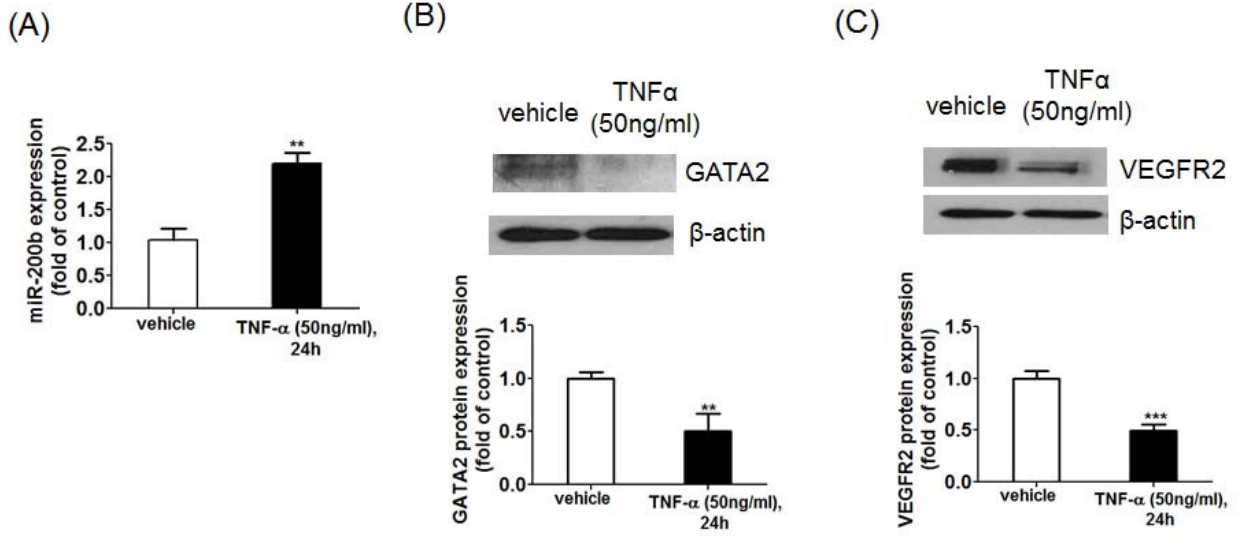 (A)
miR-200b expression
(fold of control)
2.5
2.0
1.5
1.0
0.5
0.0
**
vehicle
TNF-α (50ng/ml),
24h
(B)
vehicle
TNFα
(50ng/ml)
GATA2
β-actin
GATA2 protein expression
(fold of control)
1.5
1.0
0.5
0.0
**
vehicle
TNF-α (50ng/ml),
24h
(C)
vehicle
TNFα
(50ng/ml)
VEGFR2
β-actin
VEGFR2 protein expression
(fold of control)
1.5
1.0
0.5
0.0
***
vehicle
TNF-α (50ng/ml),
24h